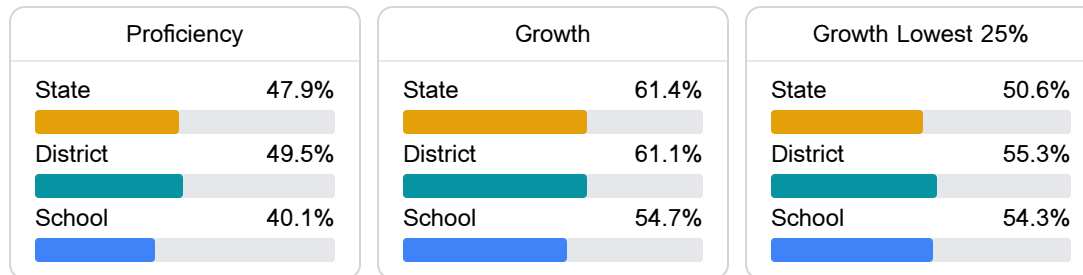 Proficiency
State 47.9%
District 49.5%
School 40.1%
Growth
State 61.4%
District 61.1%
School 54.7%
Growth Lowest 25%
State 50.6%
District 55.3%
School 54.3%